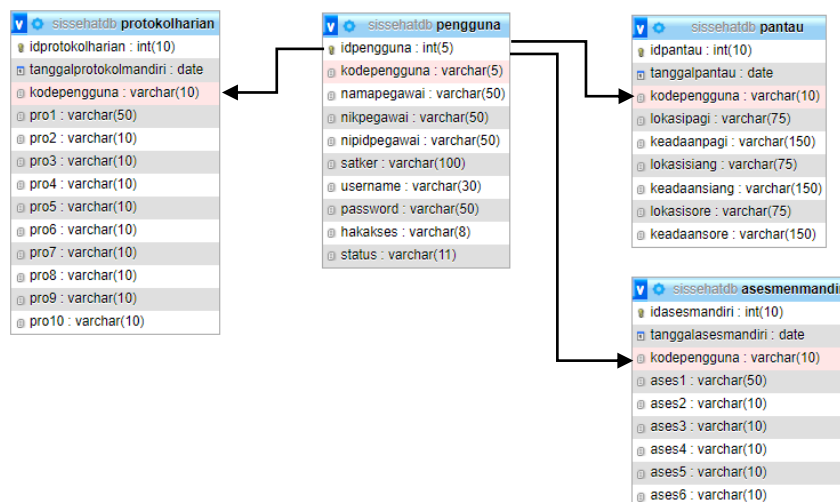 v sissehatdb protokolharian
idprotokolharian : int(10)
tanggalprotokolmandiri : date
kodepengguna : varchar(10)
pro1 : varchar(50)
pro2 : varchar(10)
pro3 : varchar(10)
pro4 : varchar(10)
pro5 : varchar(10)
pro6 : varchar(10)
pro7 : varchar(10)
pro8 : varchar(10)
pro9 : varchar(10)
pro10 : varchar(10)
v sissehatdb pengguna
idpengguna : int(5)
kodepengguna : varchar(5)
namapegawai : varchar(50)
nikpegawai : varchar(50)
nipidpegawai : varchar(50)
satker : varchar(100)
username : varchar(30)
password : varchar(50)
hakakses : varchar(8)
status : varchar(11)
v sissehatdb pantau
idpantau : int(10)
tanggalpantau : date
kodepengguna : varchar(10)
lokasipagi : varchar(75)
keadaanpagi : varchar(150)
lokasisiang : varchar(75)
keadaansiang : varchar(150)
lokasisore : varchar(75)
keadaansore : varchar(150)
v sissehatdb asesmenmandiri
idasesmandiri : int(10)
tanggalasesmandiri : date
kodepengguna : varchar(10)
ases1 : varchar(50)
ases2 : varchar(10)
ases3 : varchar(10)
ases4 : varchar(10)
ases5 : varchar(10)
ases6 : varchar(10)